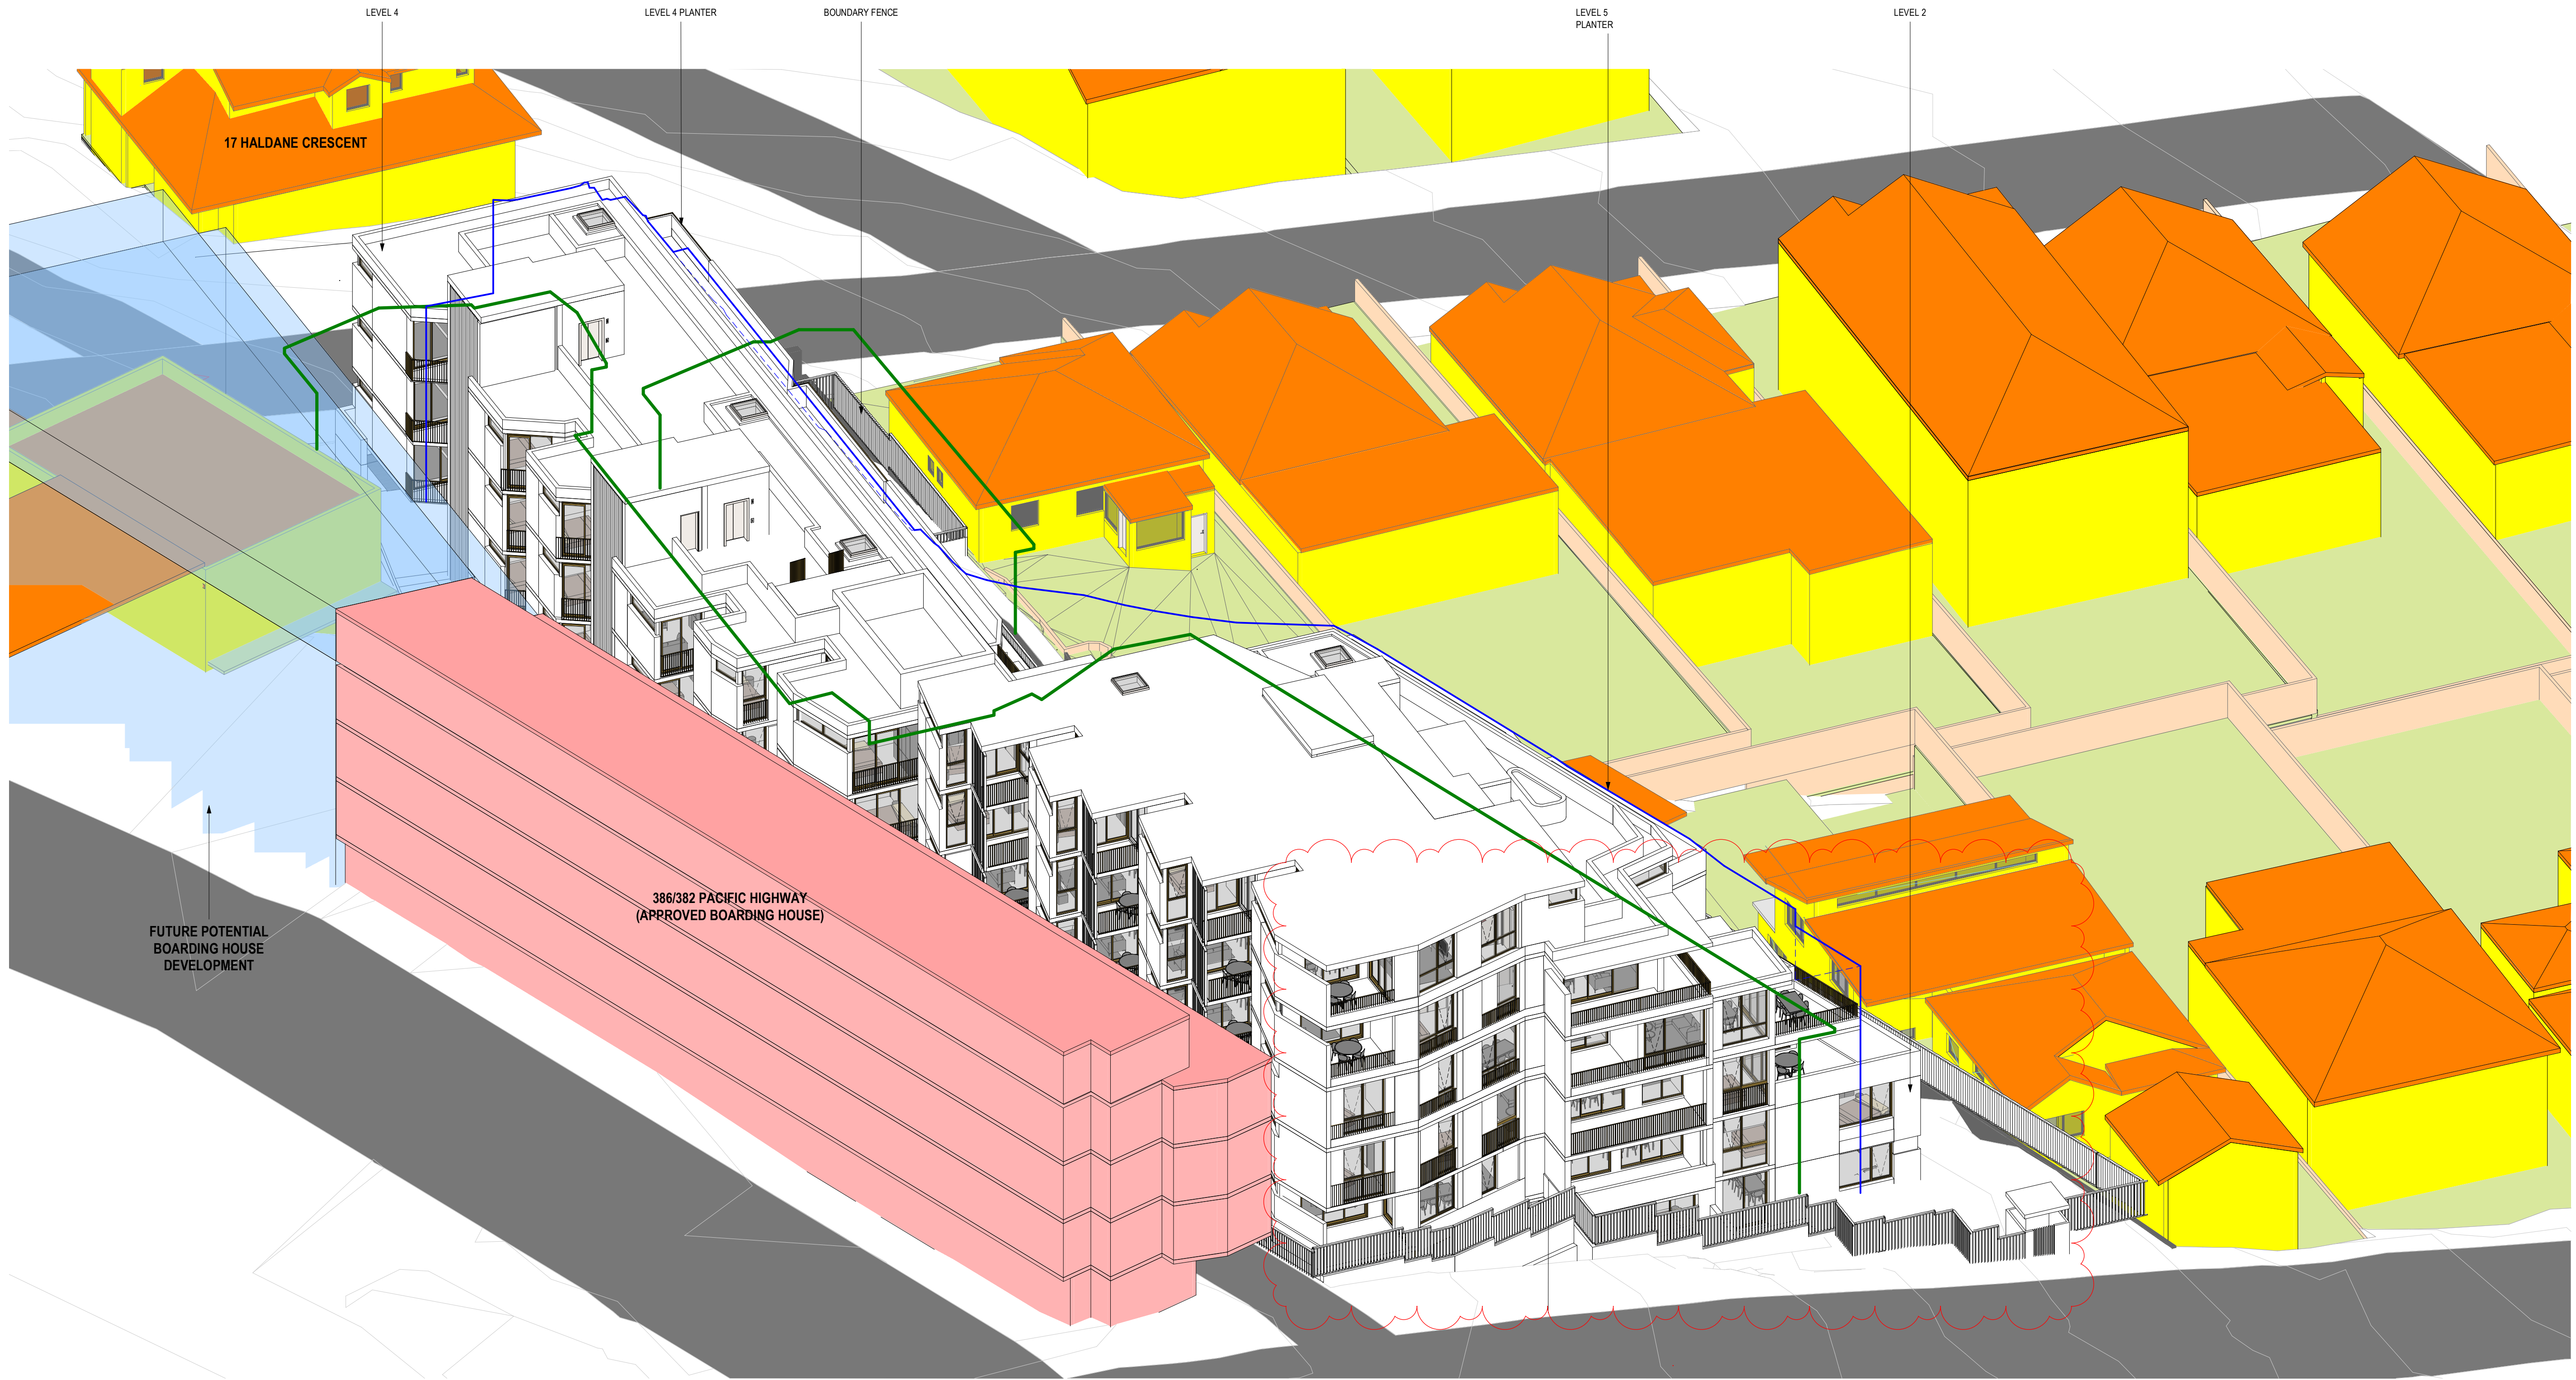 LEVEL 4
LEVEL 4 PLANTER
BOUNDARY FENCE
LEVEL 5
PLANTER
LEVEL 2
17 HALDANE CRESCENT
386/382 PACIFIC HIGHWAY
(APPROVED BOARDING HOUSE)
FUTURE POTENTIAL
BOARDING HOUSE
DEVELOPMENT